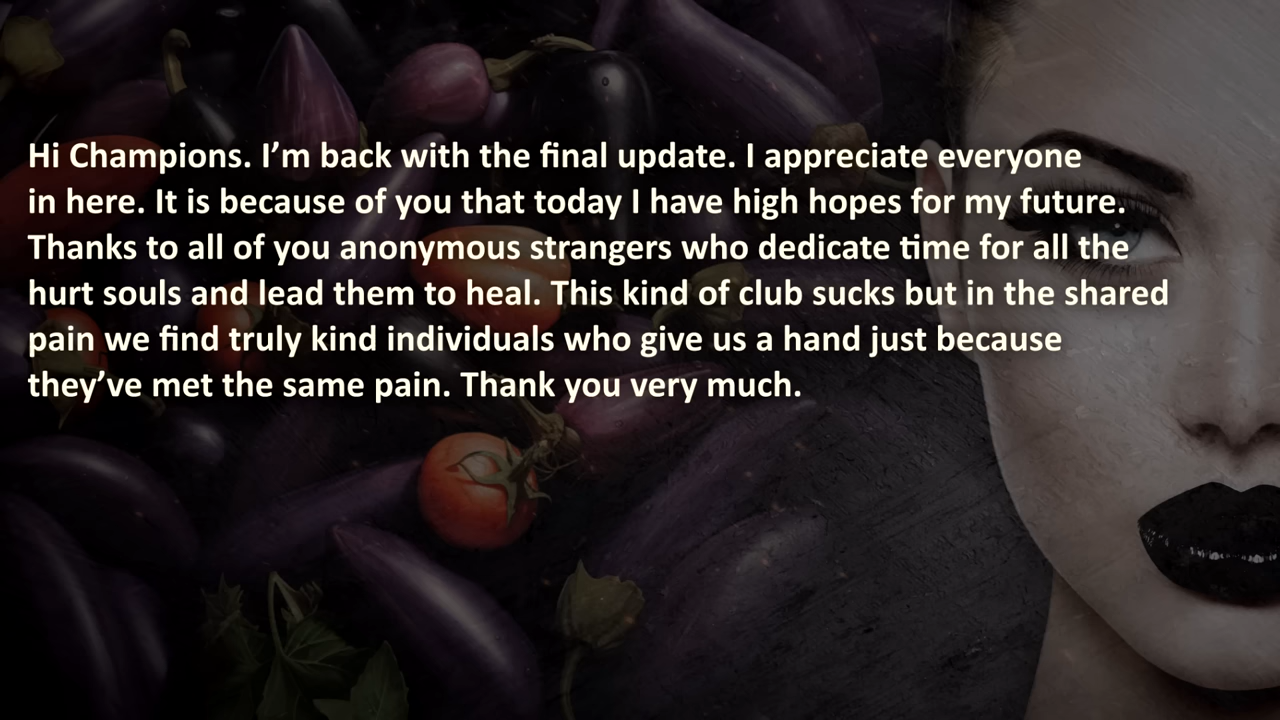 Hi Champions. I’m back with the final update. I appreciate everyone
in here. It is because of you that today I have high hopes for my future.
Thanks to all of you anonymous strangers who dedicate time for all the
hurt souls and lead them to heal. This kind of club sucks but in the shared
pain we find truly kind individuals who give us a hand just because
they’ve met the same pain. Thank you very much.